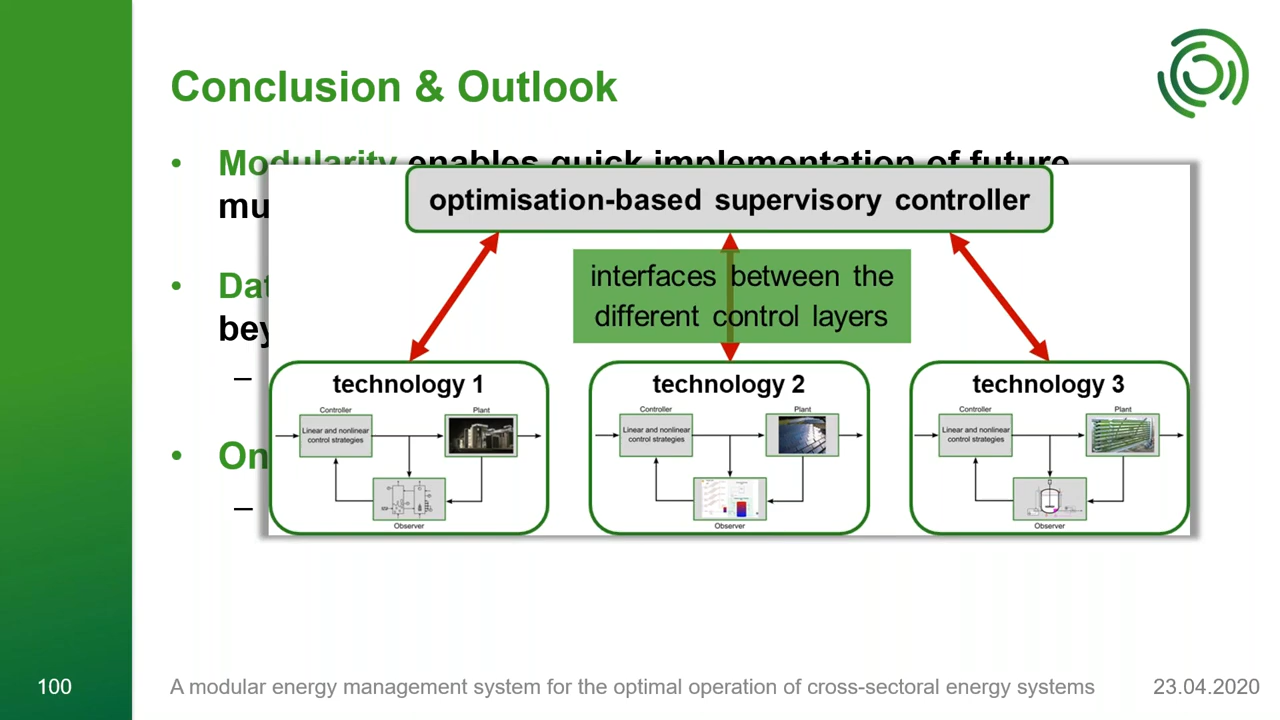 Conclusion & Outlook
• Modularity enables quick implementation of future
mu
optimisation-based supervisory controller
interfaces between the
different control layers
• Dat
bey
–
technology 1
Controller
Plant
Linear and nonlinear
control strategies
Observer
technology 2
Controller
Plant
Linear and nonlinear
control strategies
Observer
technology 3
Controller
Plant
Linear and nonlinear
control strategies
Observer
• On
–
100
A modular energy management system for the optimal operation of cross-sectoral energy systems
23.04.2020